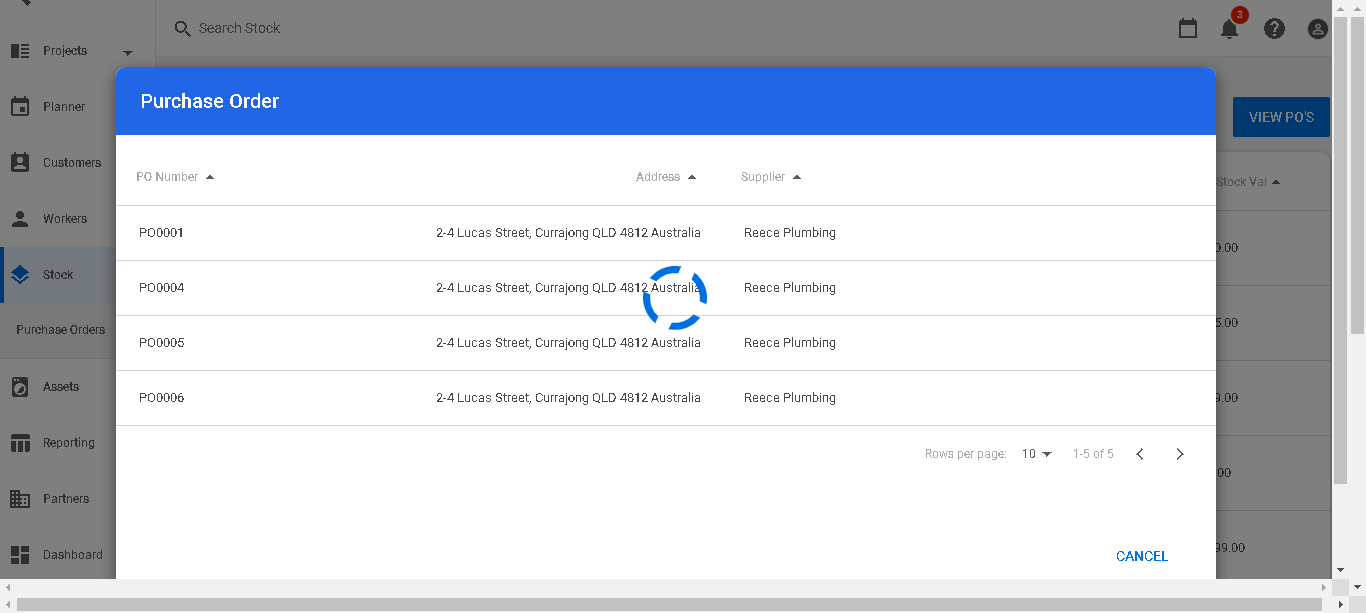 Search Stock
3
Projects
Planner
Customers
Workers
Stock
Purchase Orders
Assets
Reporting
Partners
Dashboard
VIEW PO'S
Stock Val
0.00
5.00
9.00
00
99.00
Purchase Order
PO Number Address Supplier
PO0001 2-4 Lucas Street, Currajong QLD 4812 Australia Reece Plumbing
PO0004 2-4 Lucas Street, Currajong QLD 4812 Australia Reece Plumbing
PO0005 2-4 Lucas Street, Currajong QLD 4812 Australia Reece Plumbing
PO0006 2-4 Lucas Street, Currajong QLD 4812 Australia Reece Plumbing
Rows per page: 10 1-5 of 5
CANCEL